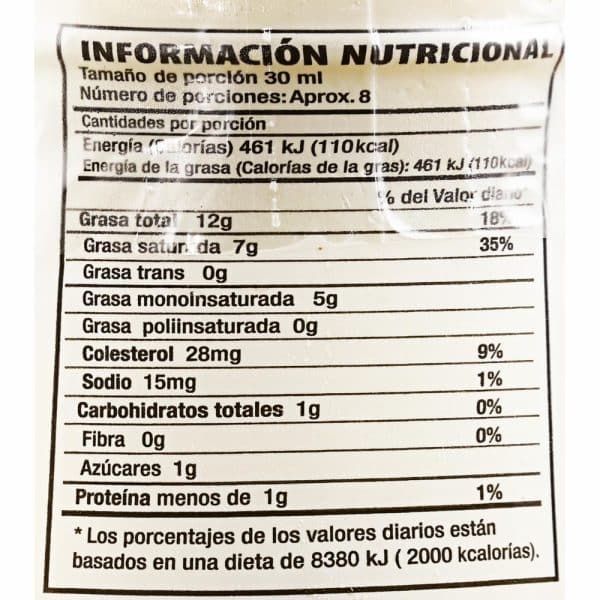 INFORMACIÓN NUTRICIONAL
Tamaño de porción 30 ml
Número de porciones: Aprox. 8
Cantidades por porción
Energía (Calorías) 461 kJ (110kcal)
Energía de la grasa (Calorías de la gras): 461 kJ (110kcal)
% del Valor diario*
Grasa total 12g 18%
Grasa saturada 7g 35%
Grasa trans 0g
Grasa monoinsaturada 5g
Grasa poliinsaturada 0g
Colesterol 28mg 9%
Sodio 15mg 1%
Carbohidratos totales 1g 0%
Fibra 0g 0%
Azúcares 1g
Proteína menos de 1g 1%
* Los porcentajes de los valores diarios están
basados en una dieta de 8380 kJ ( 2000 kcalorías).